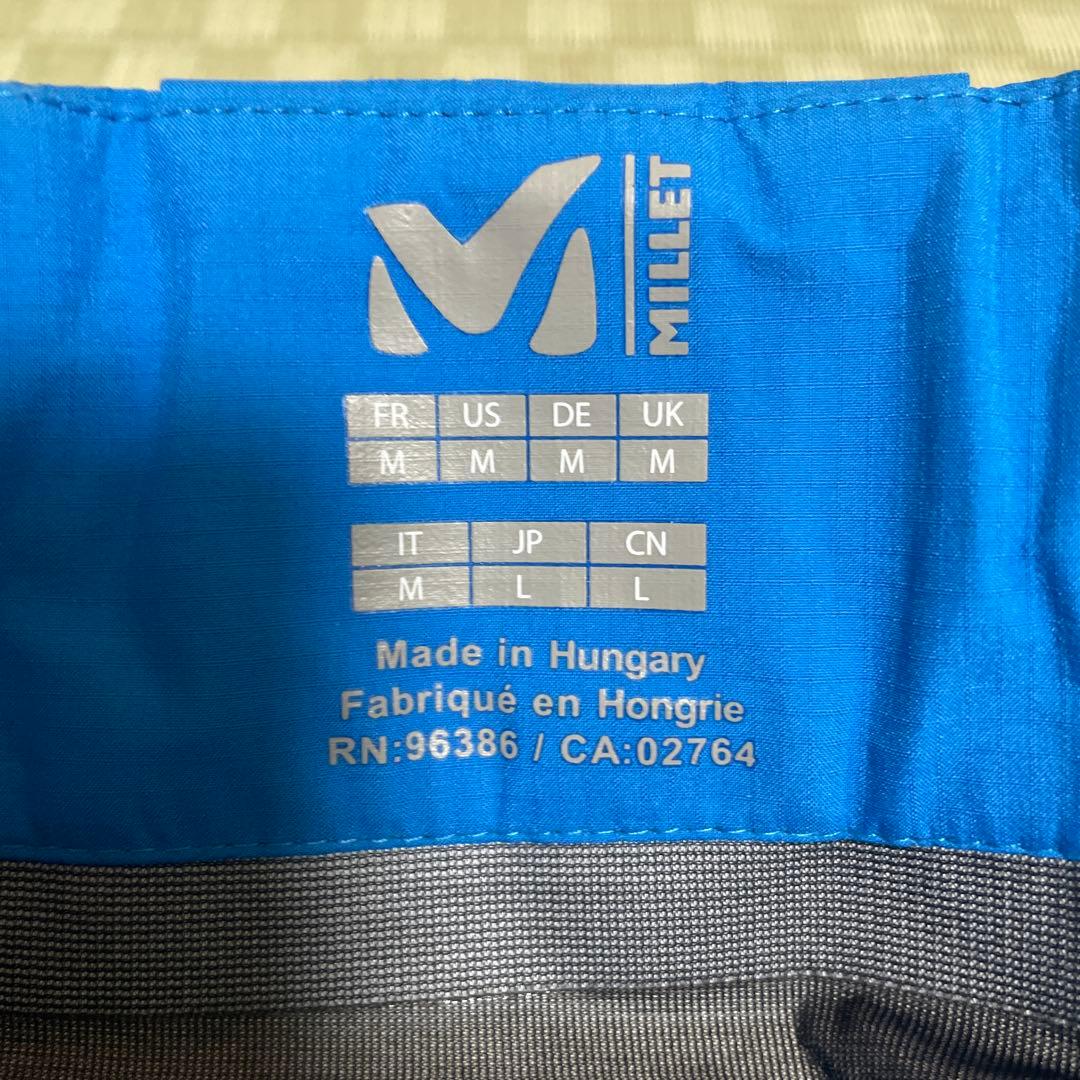 MILLET
FR US DE UK
M M M M
IT JP CN
M L L
Made in Hungary
Fabriqué en Hongrie
RN:96386 / CA:02764